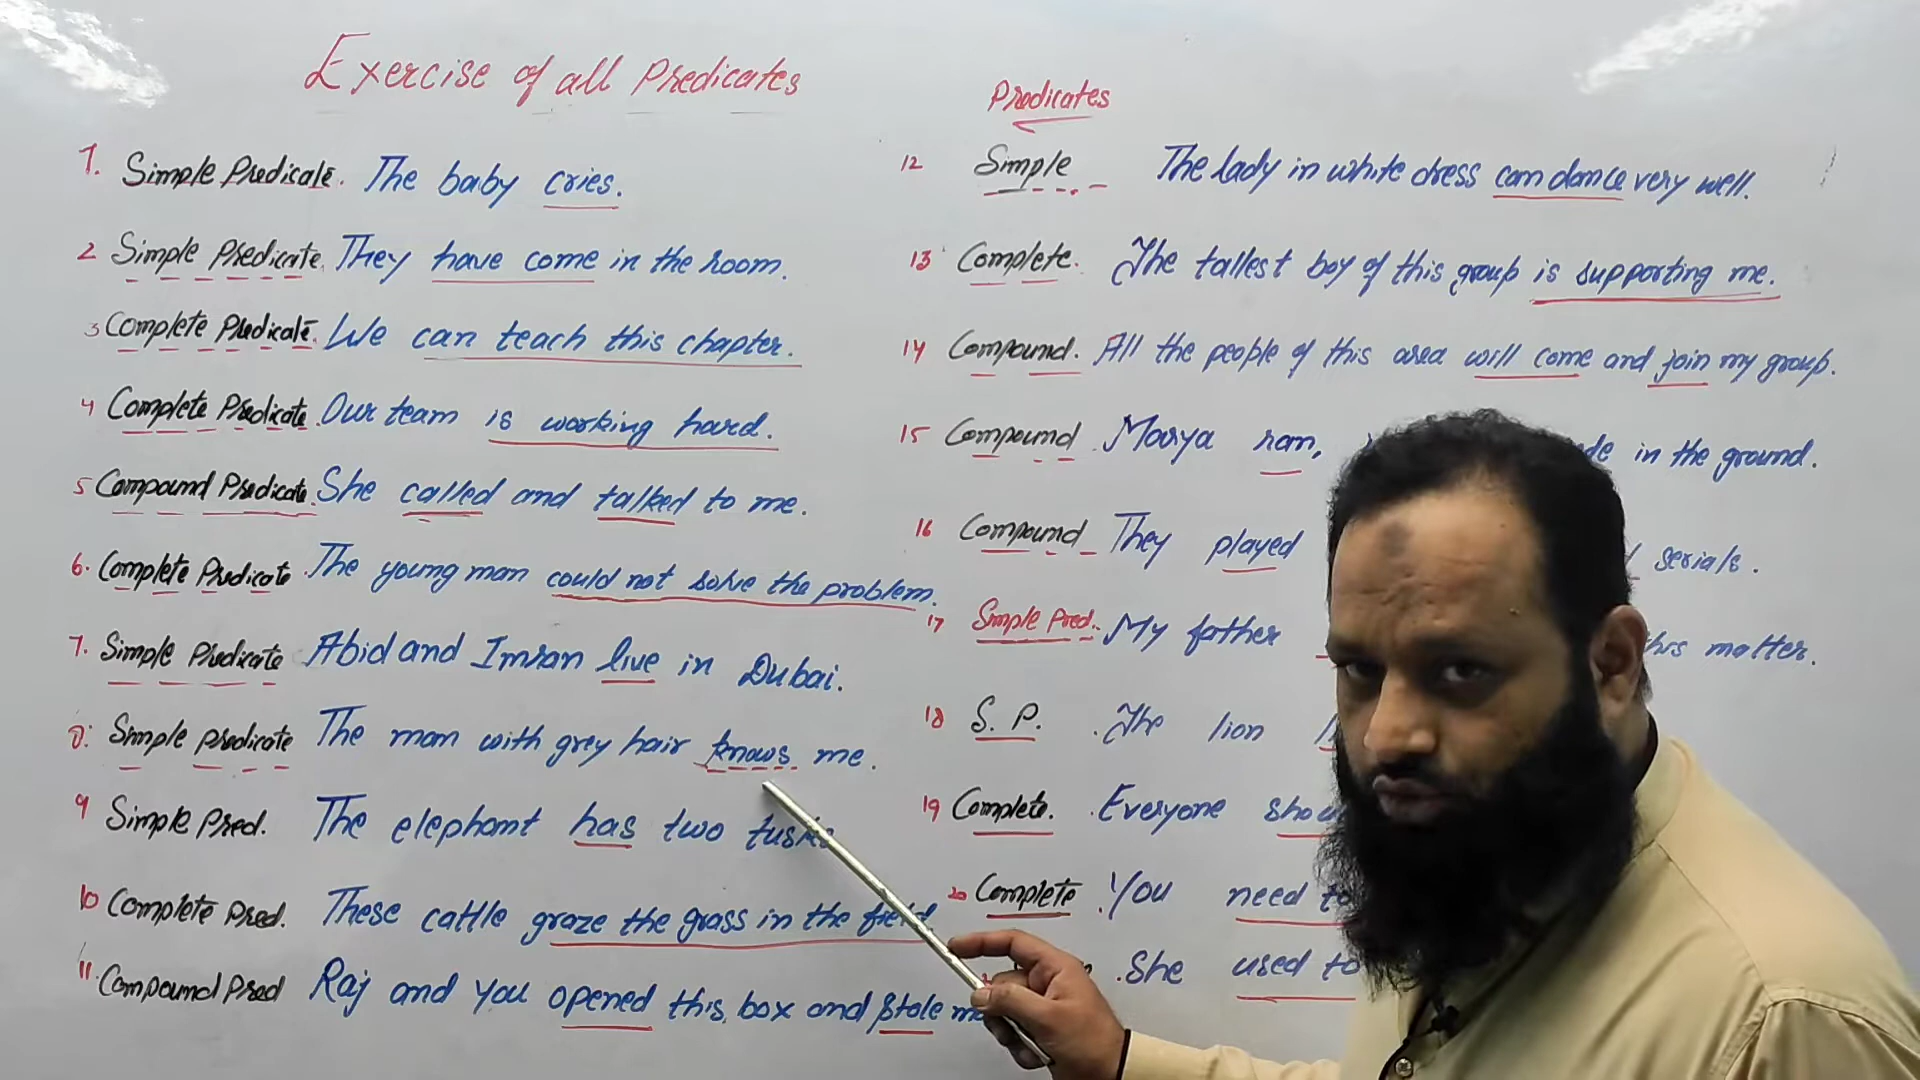 Exercise of all Predicates
1. Simple Predicate. The baby cries.
2 Simple Predicate. They have come in the room.
3 Complete Predicate. We can teach this chapter.
4 Complete Predicate. Our team is working hard.
5 Compound Predicate. She called and talked to me.
6. Complete Predicate. The young man could not solve the problem.
7. Simple Predicate Abid and Imran live in Dubai.
8. Simple predicate The man with grey hair knows me.
9 Simple Pred. The elephant has two tusks
10 Complete Pred. These cattle graze the grass in the field
11. Compound Pred Raj and you opened this box and stole
Predicates
12 Simple The lady in white dress can dance very well.
13 Complete. The tallest boy of this group is supporting me.
14 Compound. All the people of this area will come and join my group.
15 Compound. Marya ran, in the ground.
16 Compound They played serials.
17 Simple Pred. My father this matter.
18 S. P. The lion
19 Complete. Everyone
20 Complete. You need to
She used to